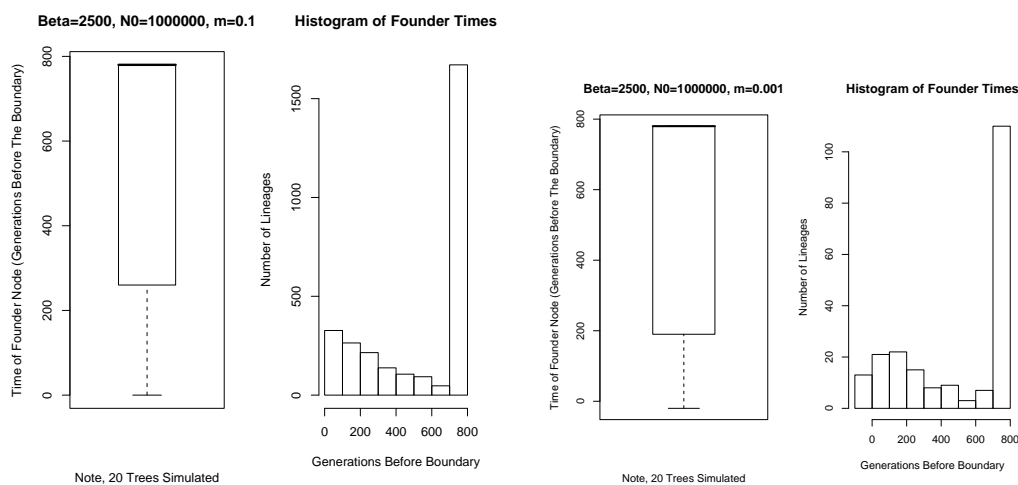 Beta=2500, N0=1000000, m=0.1
Time of Founder Node (Generations Before The Boundary)
0
200
400
600
800
Note, 20 Trees Simulated
Histogram of Founder Times
Number of Lineages
0
500
1000
1500
0 200 400 600 800
Generations Before Boundary
Beta=2500, N0=1000000, m=0.001
Time of Founder Node (Generations Before The Boundary)
0
200
400
600
800
Note, 20 Trees Simulated
Histogram of Founder Times
Number of Lineages
0
20
40
60
80
100
0 200 400 600 800
Generations Before Boundary